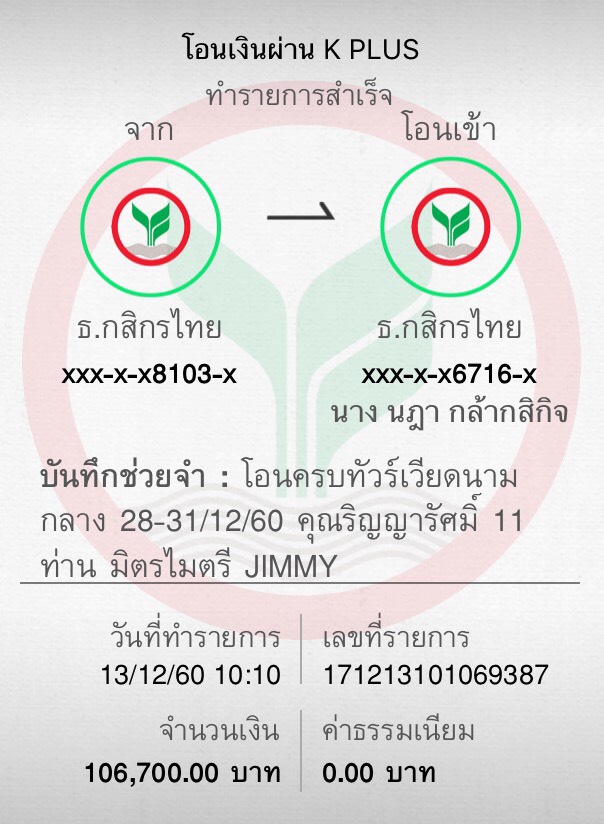 โอนเงินผ่าน K PLUS
ทำรายการสำเร็จ
จาก
โอนเข้า
ธ.กสิกรไทย
ธ.กสิกรไทย
xxx-x-x8103-x
xxx-x-x6716-x
นาง นฎา กล้ากสิกิจ
บันทึกช่วยจำ : โอนครบทัวร์เวียดนาม
กลาง 28-31/12/60 คุณริญญารัศมิ์ 11
ท่าน มิตรไมตรี JIMMY
วันที่ทำรายการ
เลขที่รายการ
13/12/60 10:10
171213101069387
จำนวนเงิน
ค่าธรรมเนียม
106,700.00 บาท
0.00 บาท